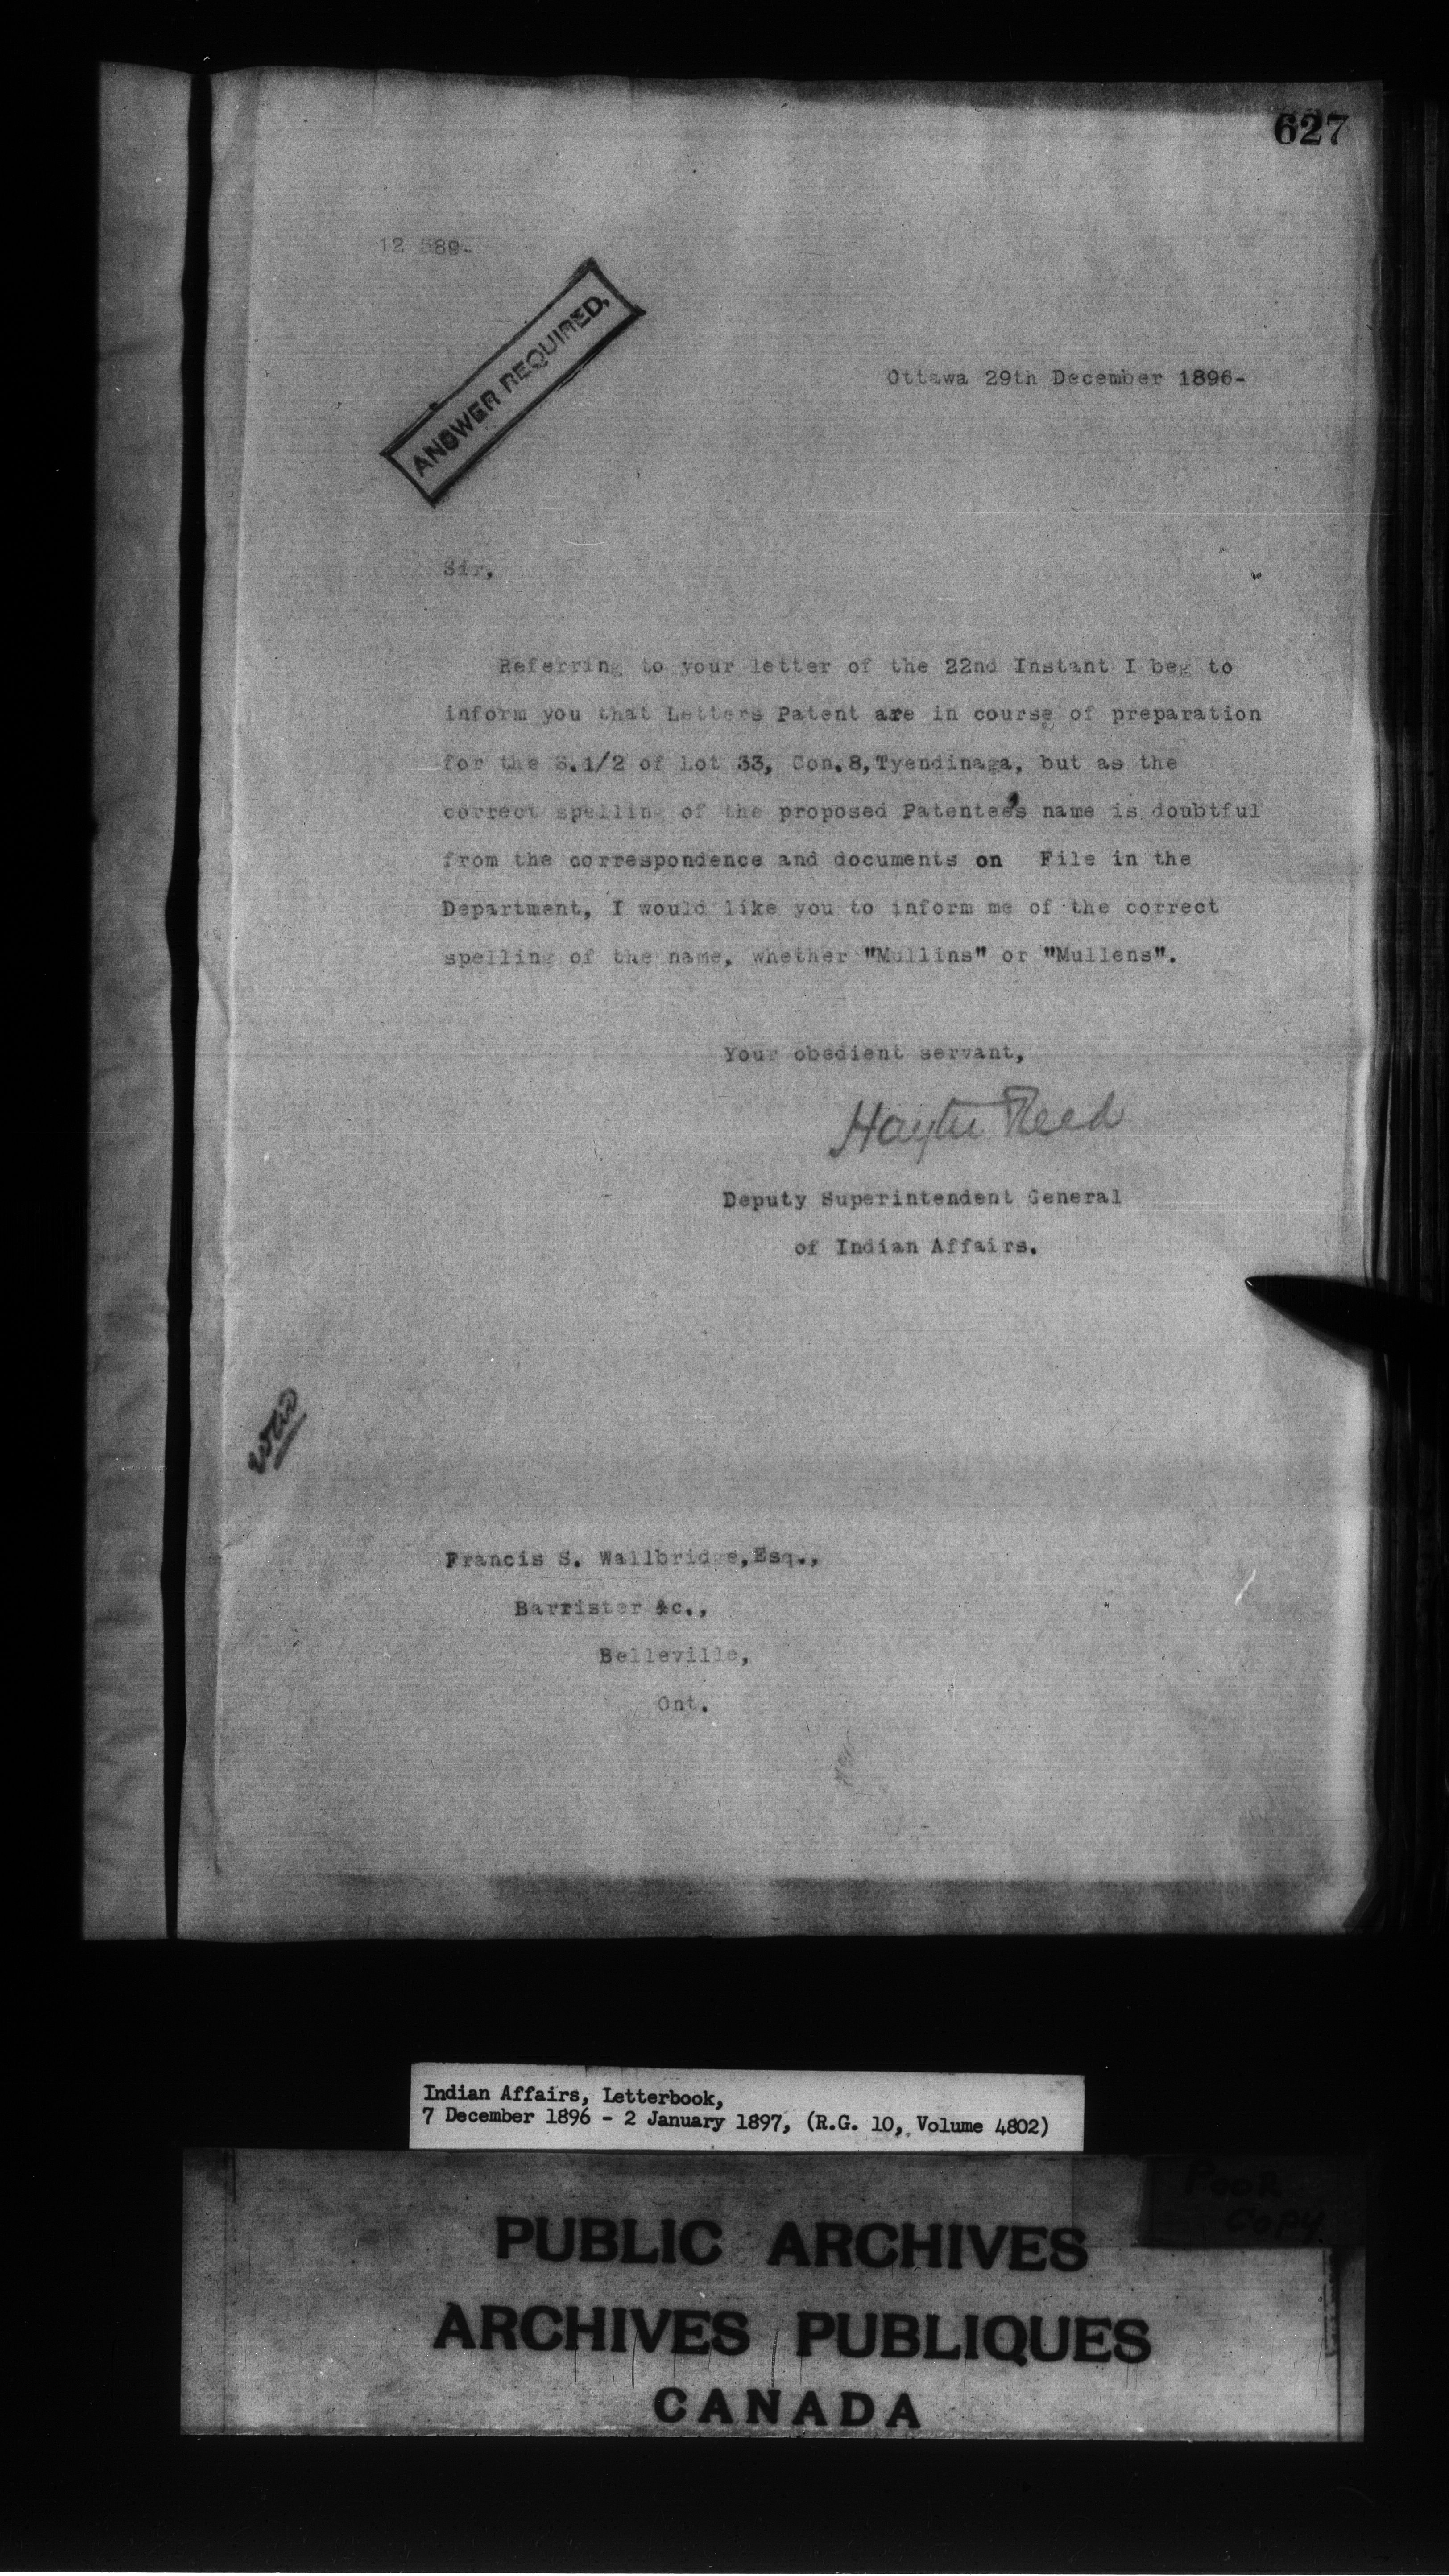 627
12 589-
ANSWER REQUIRED.
Ottawa 29th December 1896-
Sir,
Referring to your letter of the 22nd Instant I beg to
inform you that Letters Patent are in course of preparation
for the S.1/2 of Lot 33, Con.8,Tyendinaga, but as the
correct spelling of the proposed Patentee's name is doubtful
from the correspondence and documents on File in the
Department, I would like you to inform me of the correct
spelling of the name, whether "Mullins" or "Mullens".
Your obedient servant,
Hayter Reed
Deputy Superintendent General
of Indian Affairs.
Francis S. Wallbridge,Esq.,
Barrister &c.,
Belleville,
Ont.
Indian Affairs, Letterbook,
7 December 1896 - 2 January 1897, (R.G. 10, Volume 4802)
POOR
COPY
PUBLIC ARCHIVES
ARCHIVES PUBLIQUES
CANADA